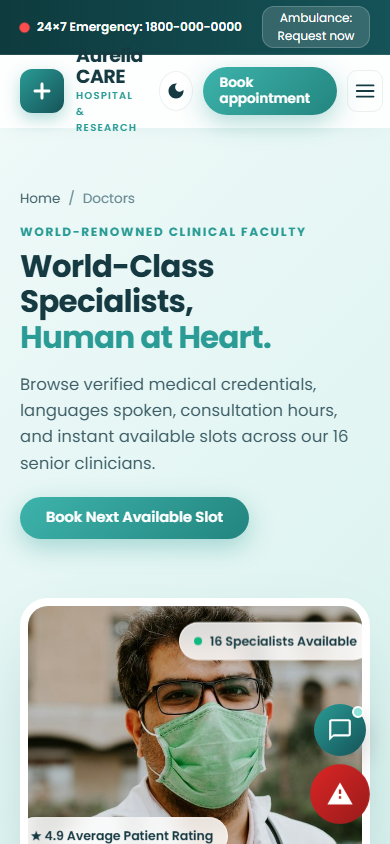 24×7 Emergency: 1800-000-0000
Ambulance:
Request now
Aurelia
CARE
HOSPITAL
&
RESEARCH
Book
appointment
Home / Doctors
WORLD-RENOWNED CLINICAL FACULTY
World-Class
Specialists,
Human at Heart.
Browse verified medical credentials,
languages spoken, consultation hours,
and instant available slots across our 16
senior clinicians.
Book Next Available Slot
16 Specialists Available
★ 4.9 Average Patient Rating